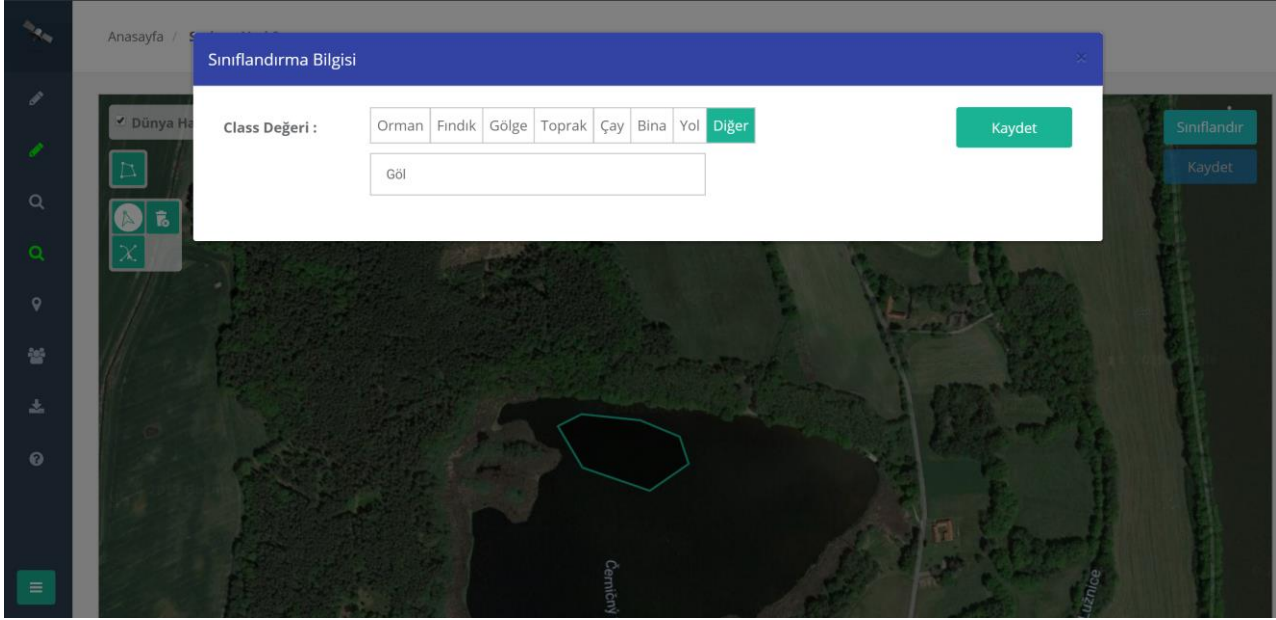 Anasayfa /
Sınıflandırma Bilgisi
×
Dünya Ha
Class Değeri :
Orman Fındık Gölge Toprak Çay Bina Yol Diğer
Kaydet
Sınıflandır
Göl
Kaydet
Černičný
Lužnice